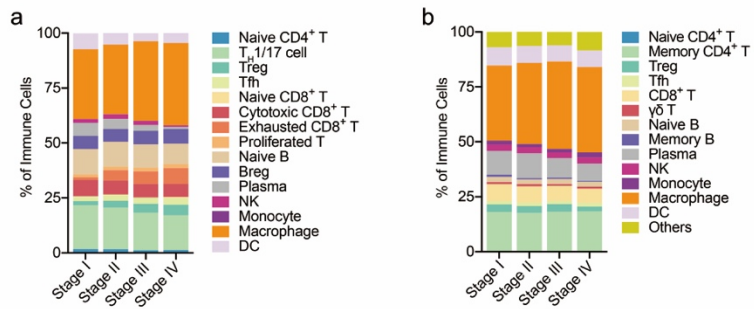 a
% of Immune Cells
100
75
50
25
0
Stage I
Stage II
Stage III
Stage IV
Naive CD4⁺ T
T_H1/17 cell
Treg
Tfh
Naive CD8⁺ T
Cytotoxic CD8⁺ T
Exhausted CD8⁺ T
Proliferated T
Naive B
Breg
Plasma
NK
Monocyte
Macrophage
DC
b
% of Immune Cells
100
75
50
25
0
Stage I
Stage II
Stage III
Stage IV
Naive CD4⁺ T
Memory CD4⁺ T
Treg
Tfh
CD8⁺ T
γδ T
Naive B
Memory B
Plasma
NK
Monocyte
Macrophage
DC
Others